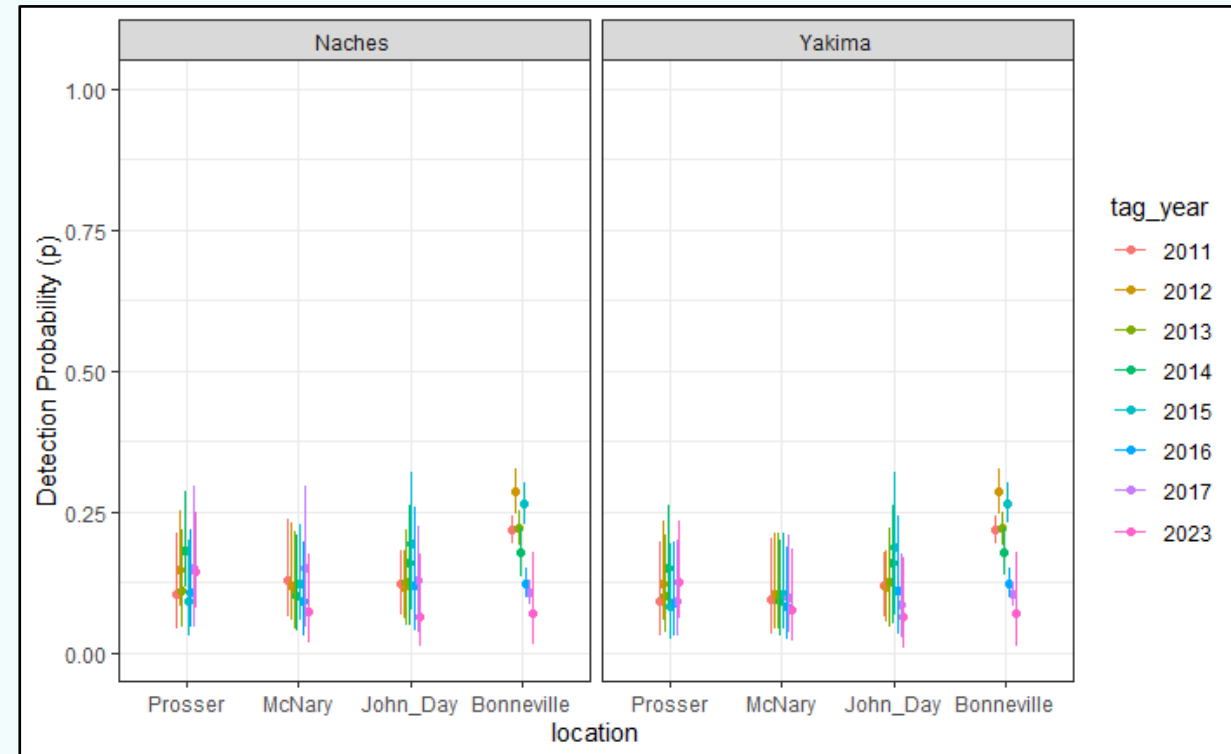 Naches
Yakima
Detection Probability (p)
1.00
0.75
0.50
0.25
0.00
Prosser
McNary
John_Day
Bonneville
Prosser
McNary
John_Day
Bonneville
location
tag_year
2011
2012
2013
2014
2015
2016
2017
2023